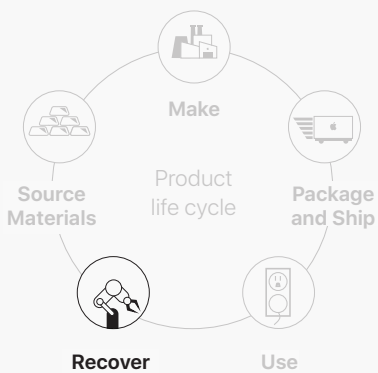 Make
Source
Materials
Product
life cycle
Package
and Ship
Recover
Use